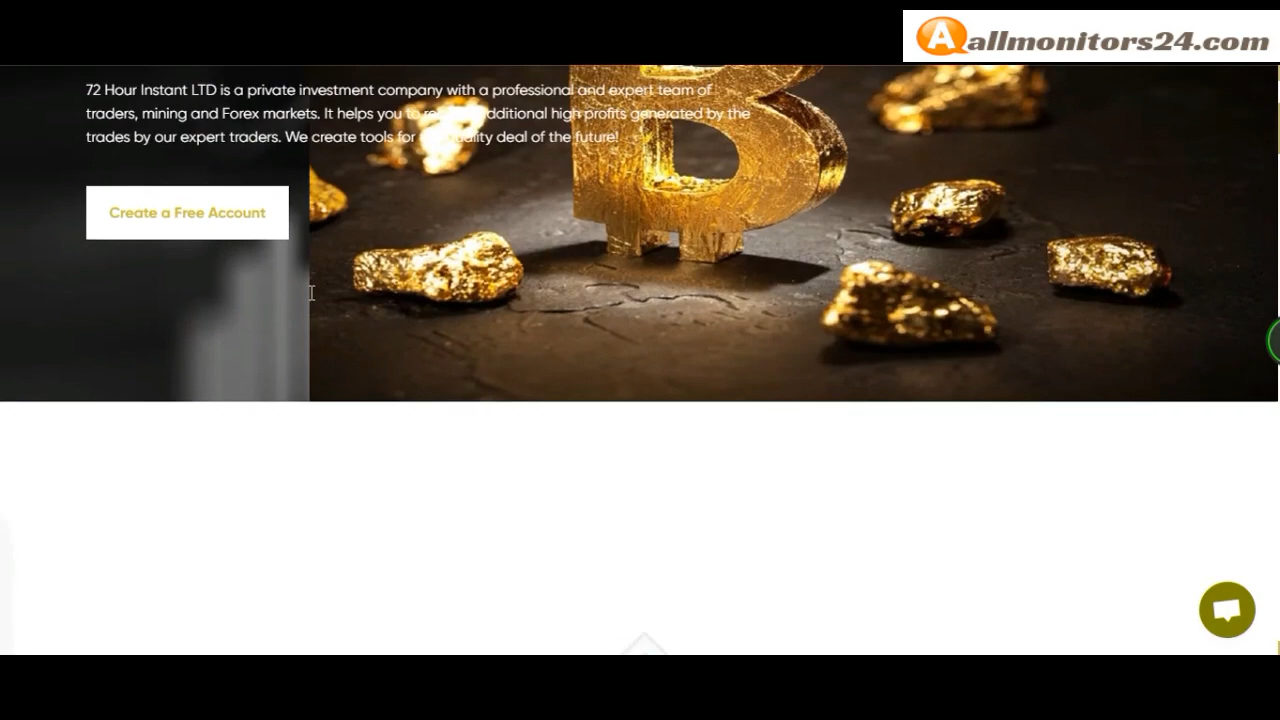 allmonitors24.com
72 Hour Instant LTD is a private investment company with a professional and expert team of
traders, mining and Forex markets. It helps you to additional high profits generated by the
trades by our expert traders. We create tools for quality deal of the future!
Create a Free Account